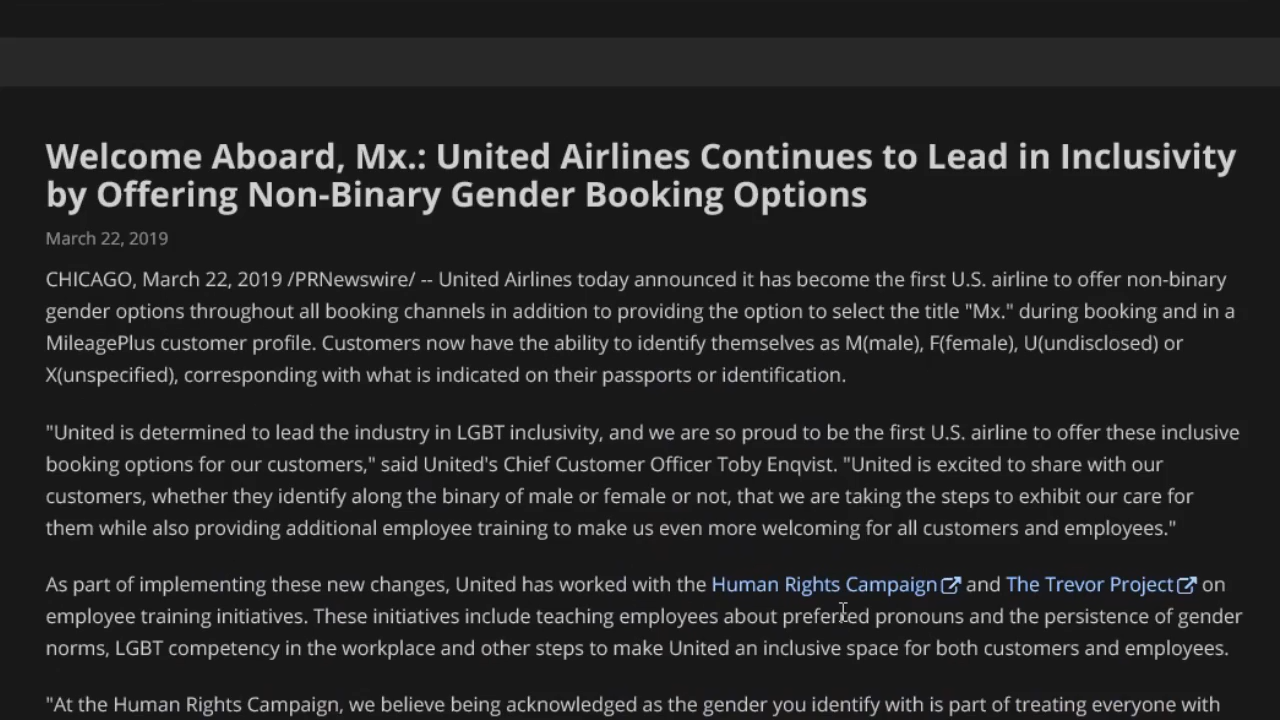 Welcome Aboard, Mx.: United Airlines Continues to Lead in Inclusivity
by Offering Non-Binary Gender Booking Options
March 22, 2019
CHICAGO, March 22, 2019 /PRNewswire/ -- United Airlines today announced it has become the first U.S. airline to offer non-binary
gender options throughout all booking channels in addition to providing the option to select the title "Mx." during booking and in a
MileagePlus customer profile. Customers now have the ability to identify themselves as M(male), F(female), U(undisclosed) or
X(unspecified), corresponding with what is indicated on their passports or identification.
"United is determined to lead the industry in LGBT inclusivity, and we are so proud to be the first U.S. airline to offer these inclusive
booking options for our customers," said United's Chief Customer Officer Toby Enqvist. "United is excited to share with our
customers, whether they identify along the binary of male or female or not, that we are taking the steps to exhibit our care for
them while also providing additional employee training to make us even more welcoming for all customers and employees."
As part of implementing these new changes, United has worked with the Human Rights Campaign and The Trevor Project on
employee training initiatives. These initiatives include teaching employees about preferred pronouns and the persistence of gender
norms, LGBT competency in the workplace and other steps to make United an inclusive space for both customers and employees.
"At the Human Rights Campaign, we believe being acknowledged as the gender you identify with is part of treating everyone with